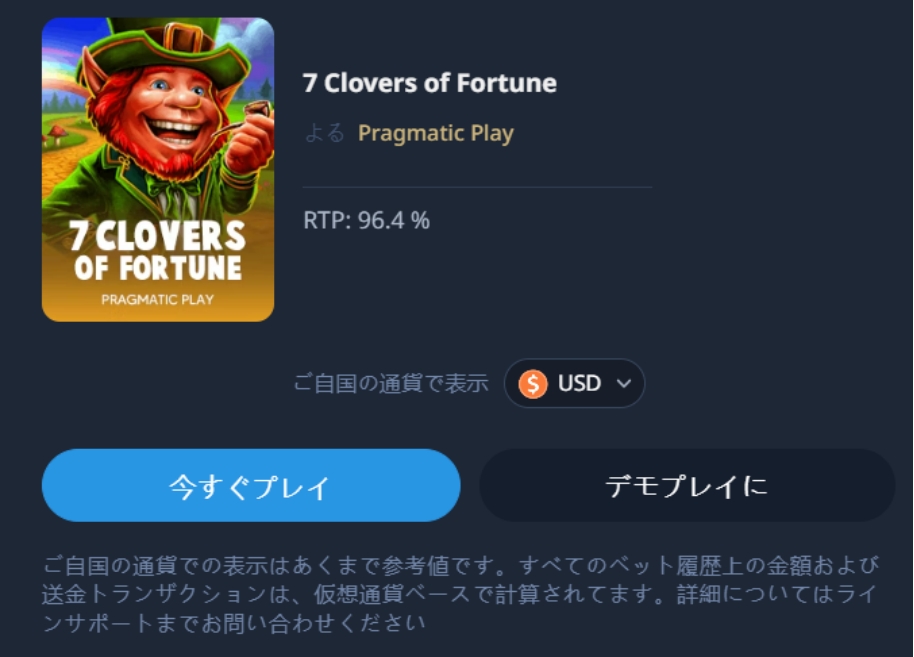 7 CLOVERS
OF FORTUNE
PRAGMATIC PLAY
7 Clovers of Fortune
よる Pragmatic Play
RTP: 96.4 %
ご自国の通貨で表示 USD
今すぐプレイ
デモプレイに
ご自国の通貨での表示はあくまで参考値です。すべてのベット履歴上の金額および
送金トランザクションは、仮想通貨ベースで計算されてます。詳細についてはライ
ンサポートまでお問い合わせください